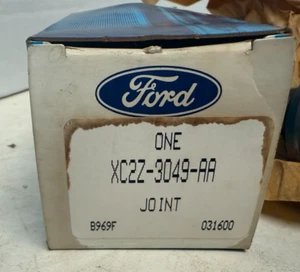 Ford
ONE
XC2Z-3049-AA
JOINT
B969F 031600